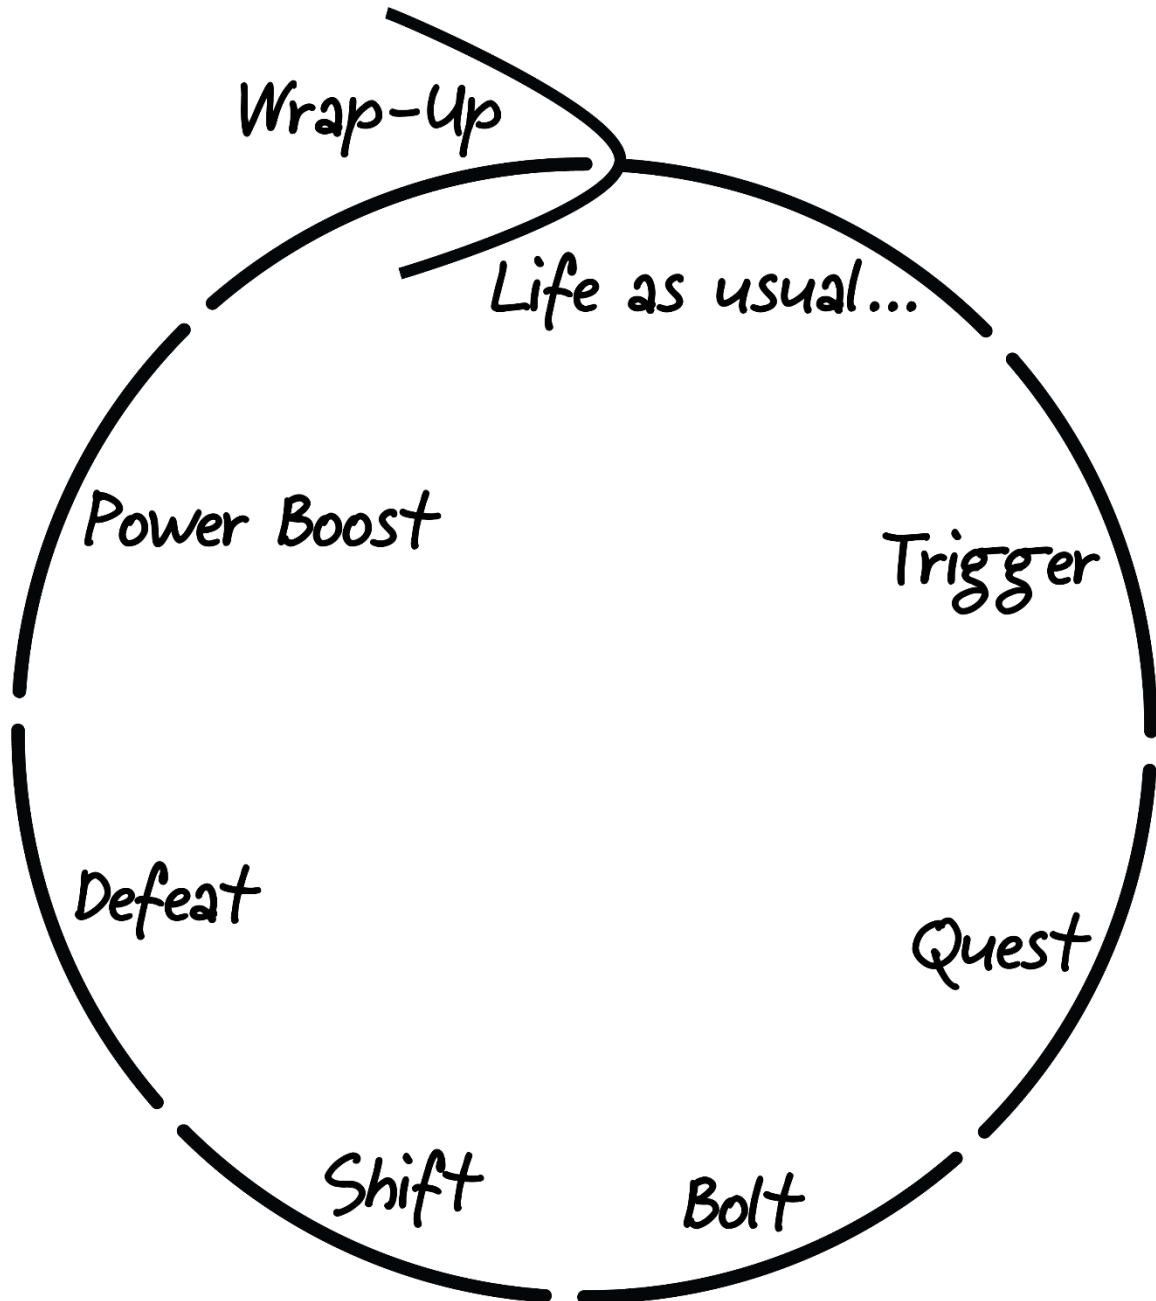 Wrap-Up
Life as usual...
Power Boost
Trigger
Defeat
Quest
Shift
Bolt